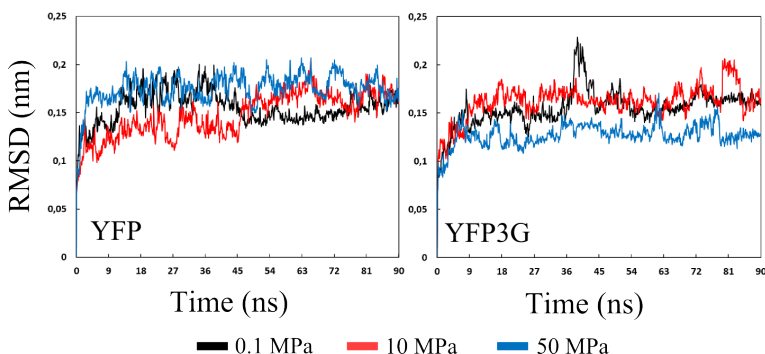 RMSD (nm)
0,25
0,2
0,15
0,1
0,05
0
YFP
0 9 18 27 36 45 54 63 72 81 90
Time (ns)
0,25
0,2
0,15
0,1
0,05
0
YFP3G
0 9 18 27 36 45 54 63 72 81 90
Time (ns)
0.1 MPa 10 MPa 50 MPa